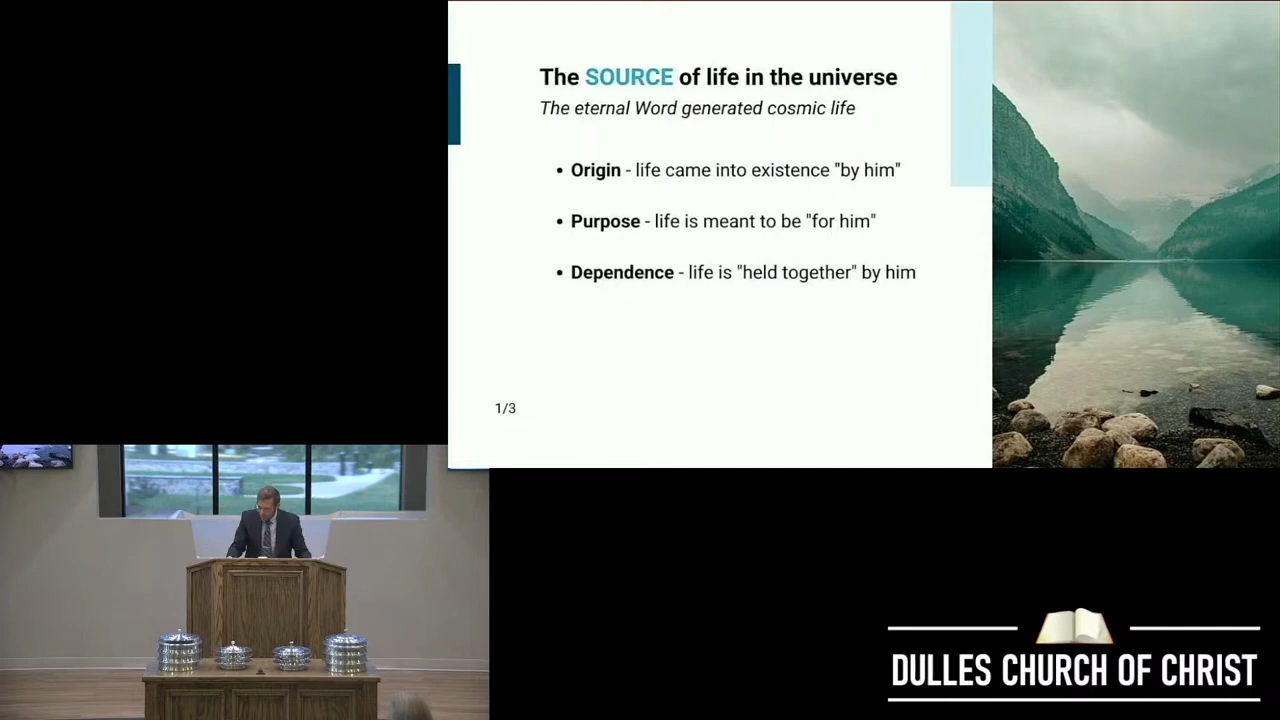 The SOURCE of life in the universe
The eternal Word generated cosmic life
• Origin - life came into existence "by him"
• Purpose - life is meant to be "for him"
• Dependence - life is "held together" by him
1/3
DULLES CHURCH OF CHRIST